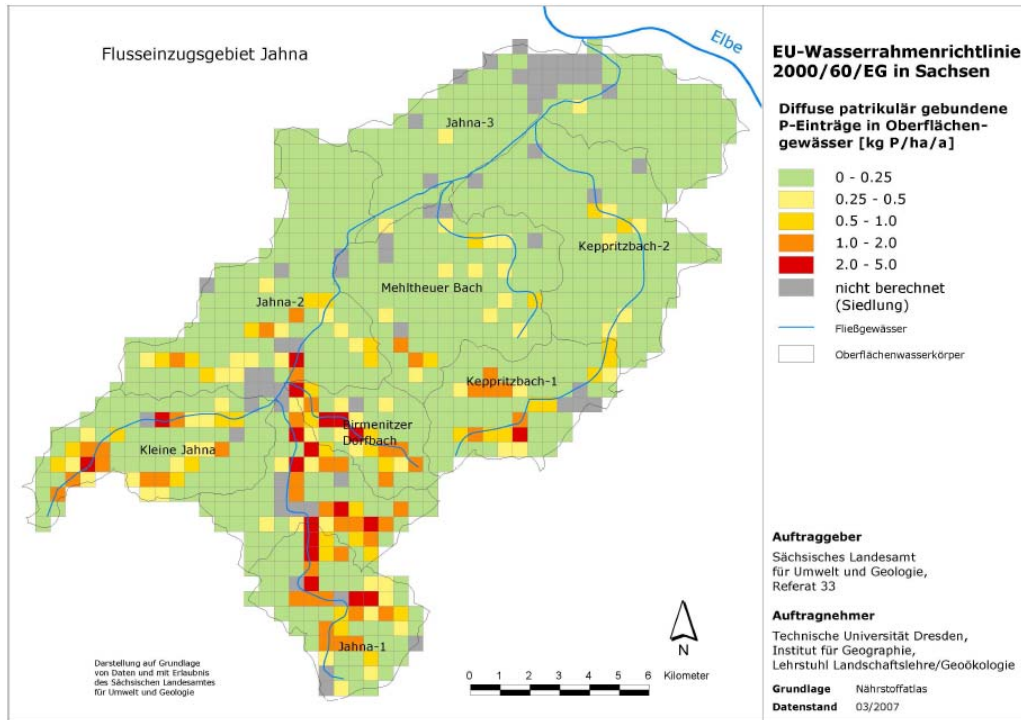 Flusseinzugsgebiet Jahna
Elbe
Jahna-3
Keppritzbach-2
Mehltheuer Bach
Jahna-2
Keppritzbach-1
Birmenitzer
Dorfbach
Kleine Jahna
Jahna-1
Darstellung auf Grundlage
von Daten und mit Erlaubnis
des Sächsischen Landesamtes
für Umwelt und Geologie
0 1 2 3 4 5 6 Kilometer
N
EU-Wasserrahmenrichtlinie
2000/60/EG in Sachsen
Diffuse patrikulär gebundene
P-Einträge in Oberflächen-
gewässer [kg P/ha/a]
0 - 0.25
0.25 - 0.5
0.5 - 1.0
1.0 - 2.0
2.0 - 5.0
nicht berechnet
(Siedlung)
Fließgewässer
Oberflächenwasserkörper
Auftraggeber
Sächsisches Landesamt
für Umwelt und Geologie,
Referat 33
Auftragnehmer
Technische Universität Dresden,
Institut für Geographie,
Lehrstuhl Landschaftslehre/Geoökologie
Grundlage Nährstoffatlas
Datenstand 03/2007